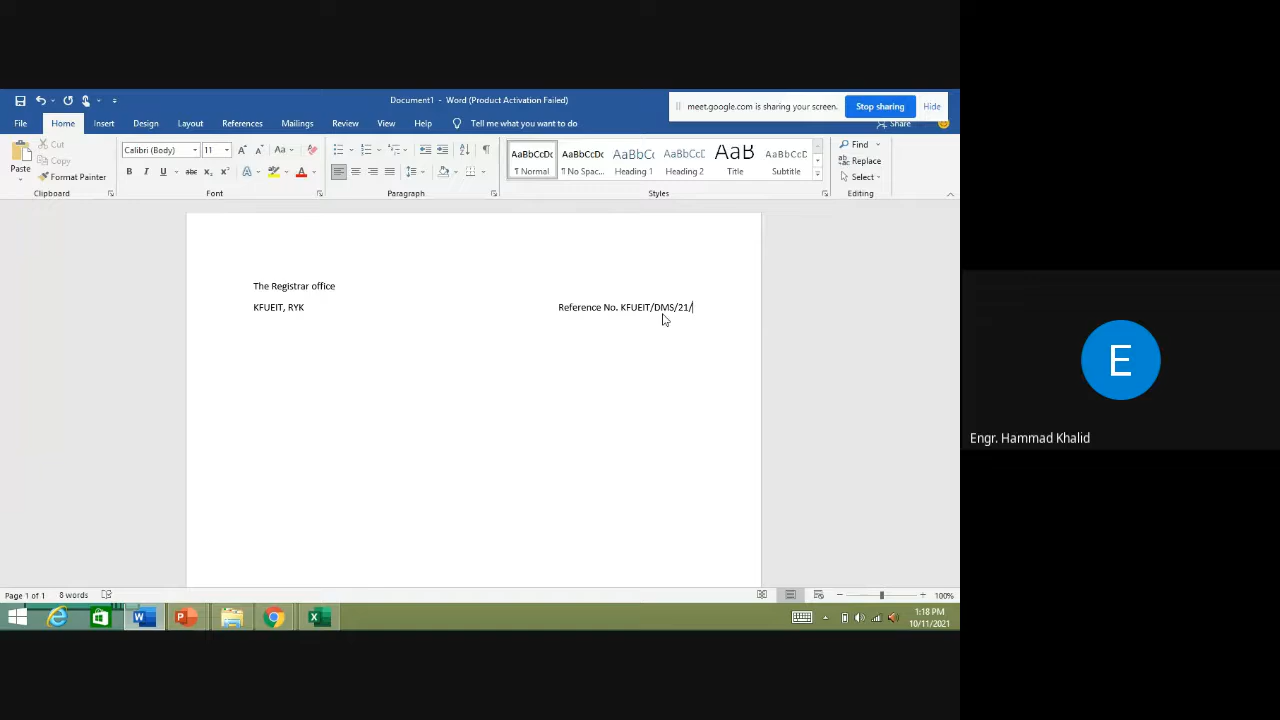 Document1 - Word (Product Activation Failed)
meet.google.com is sharing your screen.
Stop sharing
Hide
File Home Insert Design Layout References Mailings Review View Help Tell me what you want to do
Share
Paste
Cut
Copy
Format Painter
Clipboard
Calibri (Body) 11
Font
Paragraph
AaBbCcDc AaBbCcDc AaBbCc AaBbCcD AaB AaBbCcD
¶ Normal ¶ No Spac... Heading 1 Heading 2 Title Subtitle
Styles
Find
Replace
Select
Editing
The Registrar office
KFUEIT, RYK Reference No. KFUEIT/DMS/21/
E
Engr. Hammad Khalid
Page 1 of 1 8 words
100%
1:18 PM
10/11/2021